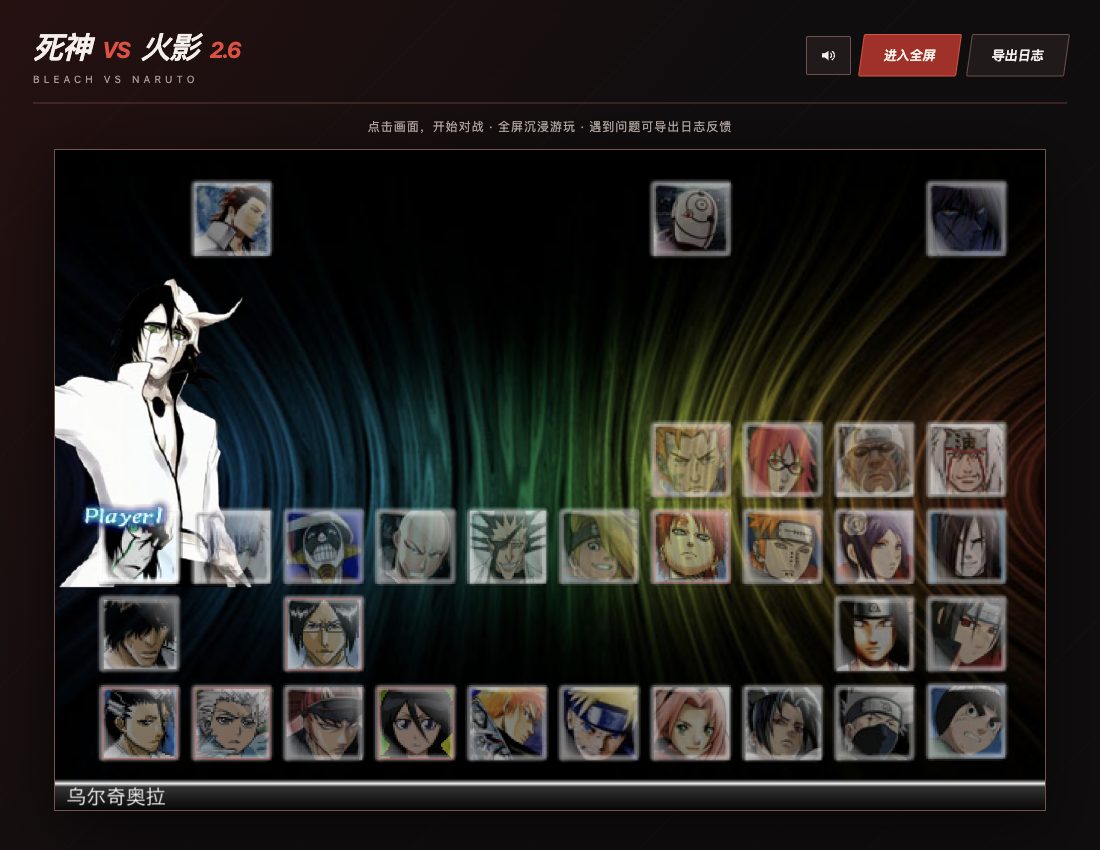 死神 VS 火影 2.6
BLEACH VS NARUTO
进入全屏
导出日志
点击画面，开始对战 · 全屏沉浸游玩 · 遇到问题可导出日志反馈
Player1
乌尔奇奥拉